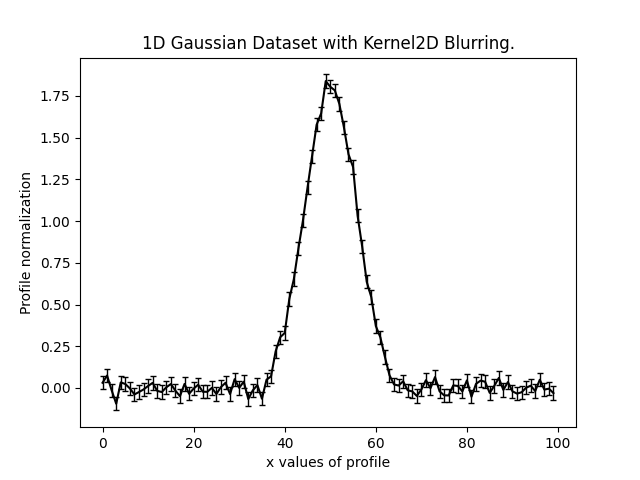 1D Gaussian Dataset with Kernel2D Blurring.
Profile normalization
1.75
1.50
1.25
1.00
0.75
0.50
0.25
0.00
0 20 40 60 80 100
x values of profile